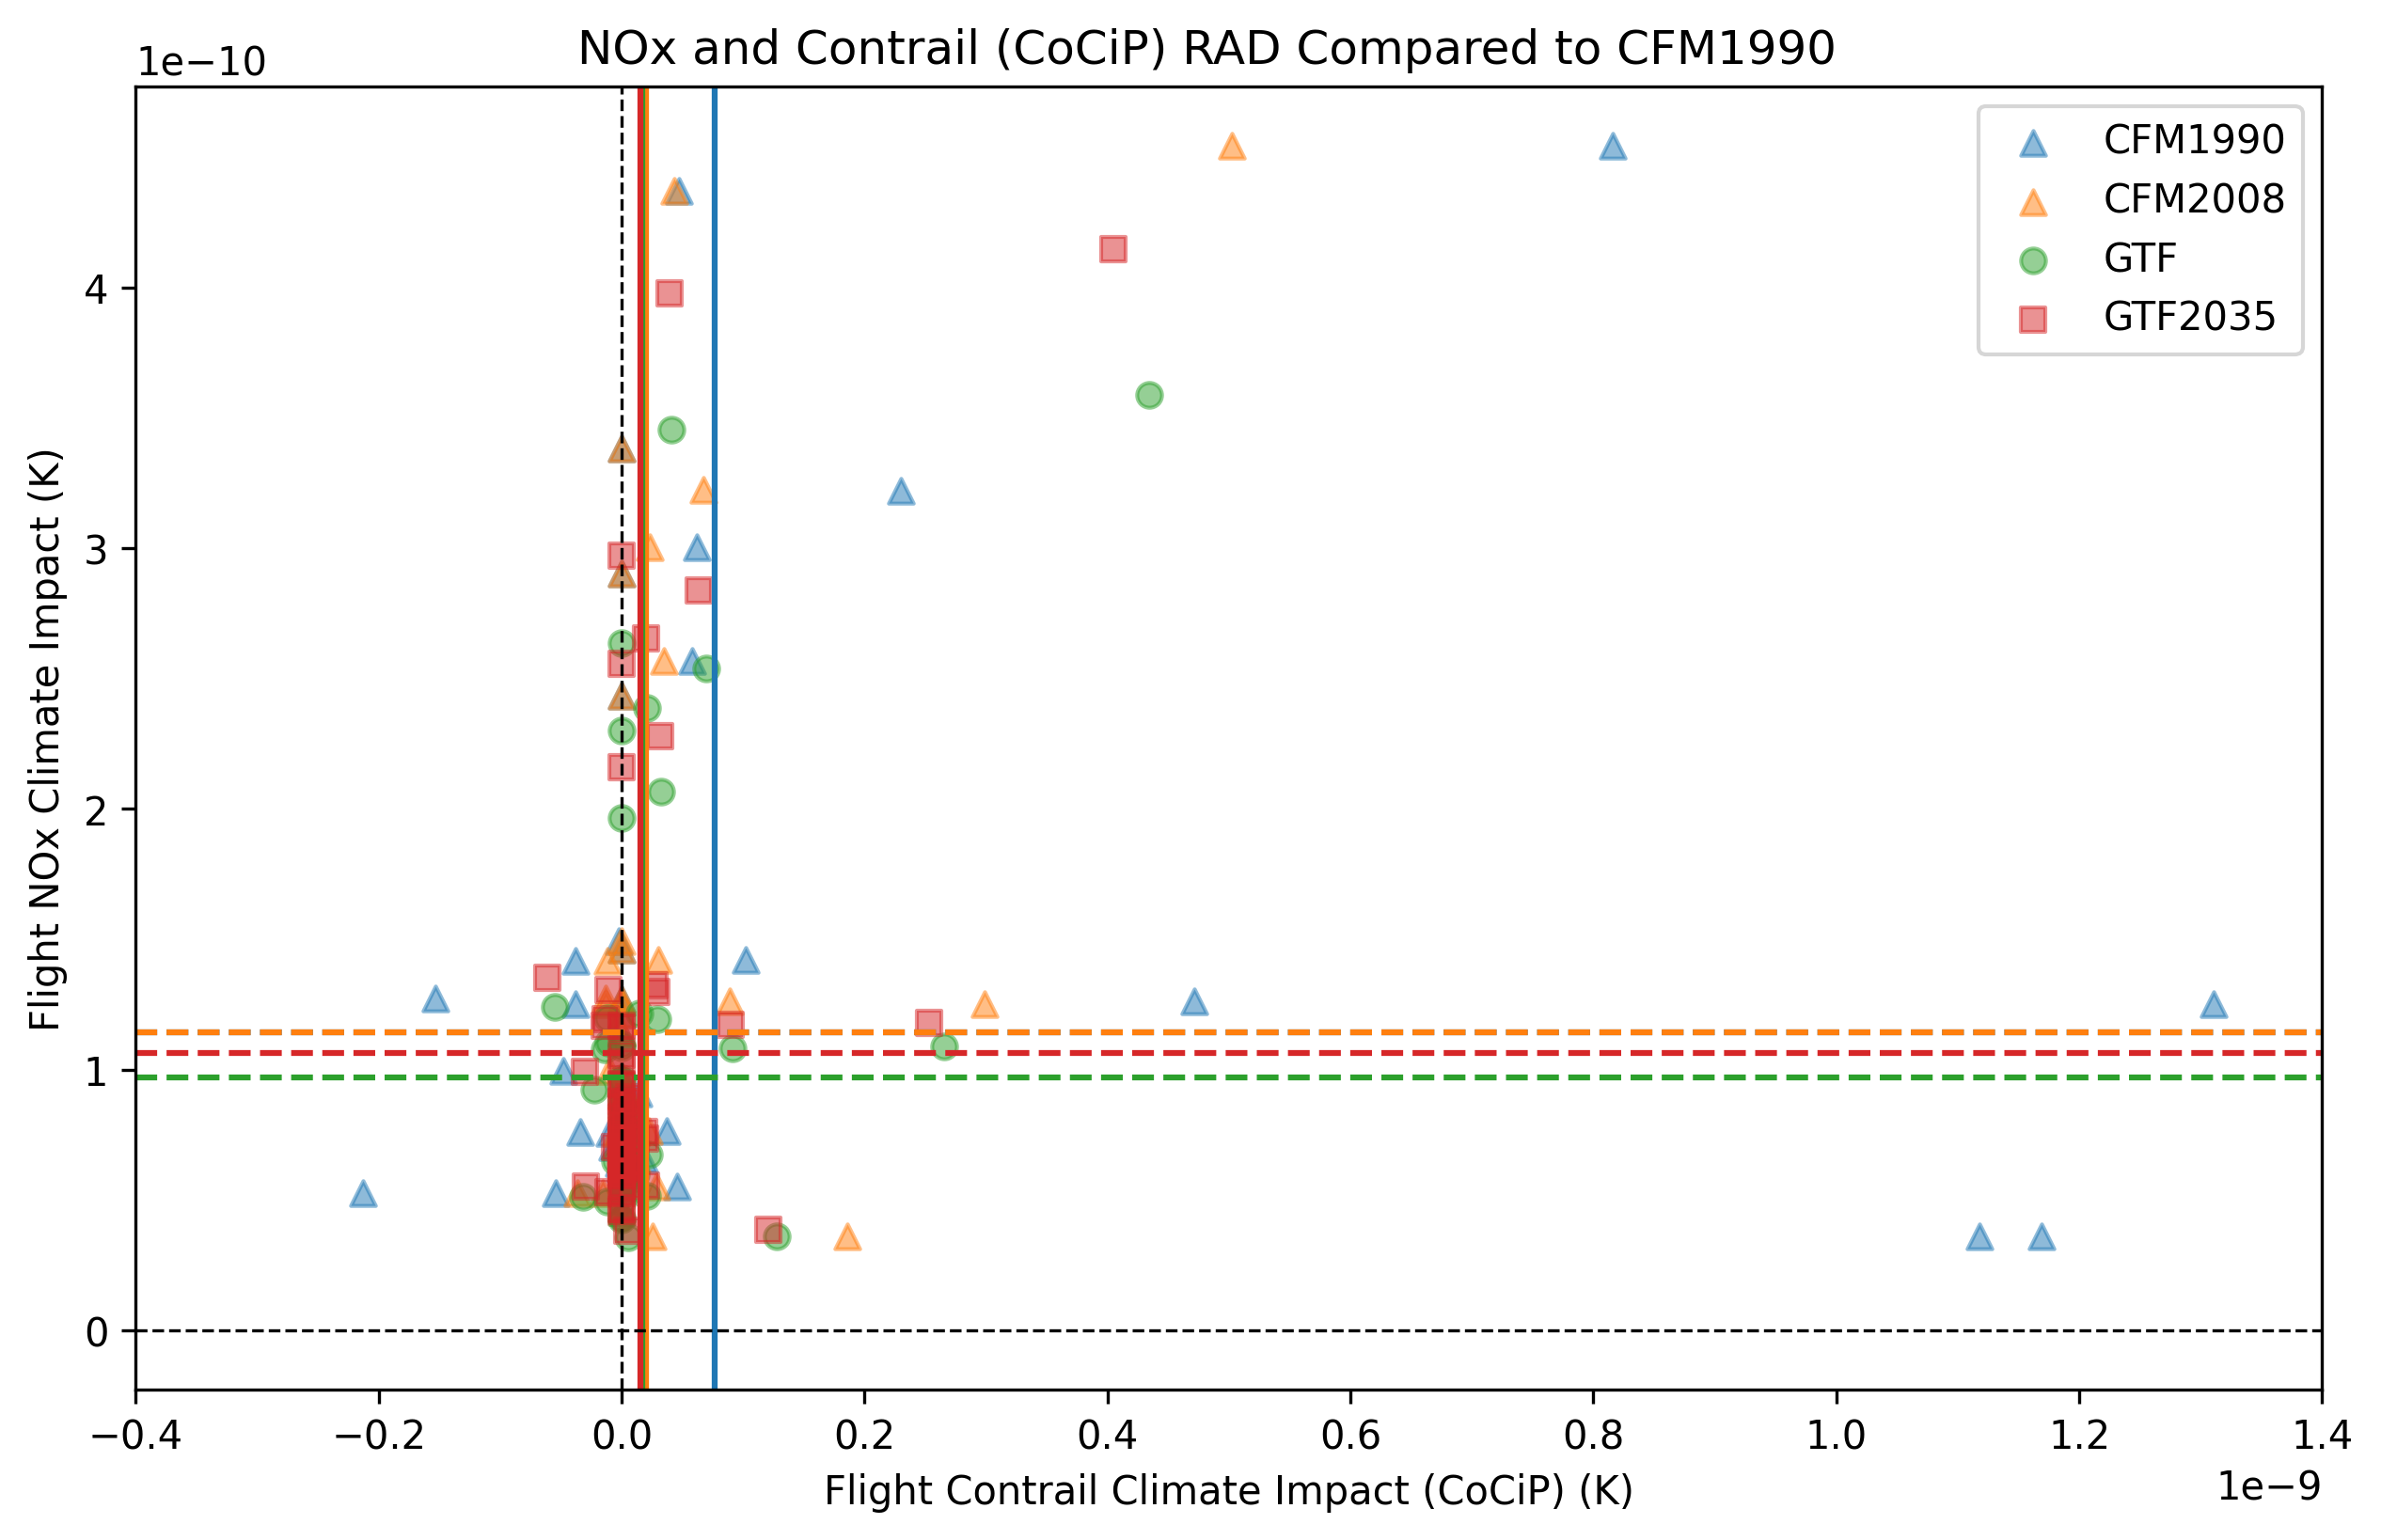 NOx and Contrail (CoCiP) RAD Compared to CFM1990
1e−10
CFM1990
CFM2008
GTF
GTF2035
Flight NOx Climate Impact (K)
4
3
2
1
0
−0.4 −0.2 0.0 0.2 0.4 0.6 0.8 1.0 1.2 1.4
Flight Contrail Climate Impact (CoCiP) (K)
1e−9